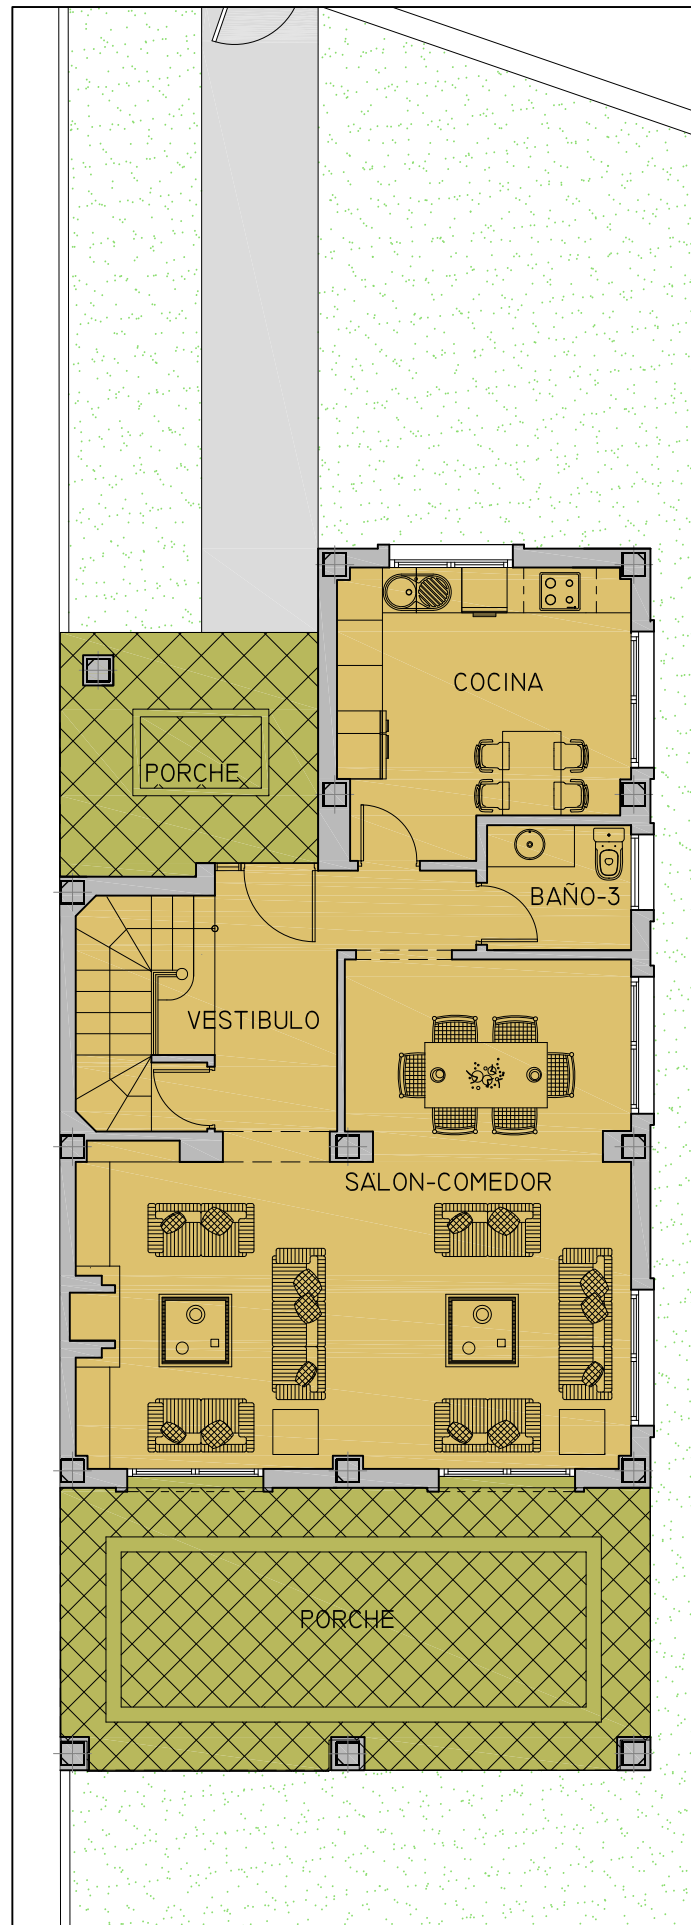 COCINA
PORCHE
BAÑO-3
VESTIBULO
SALON-COMEDOR
PORCHE